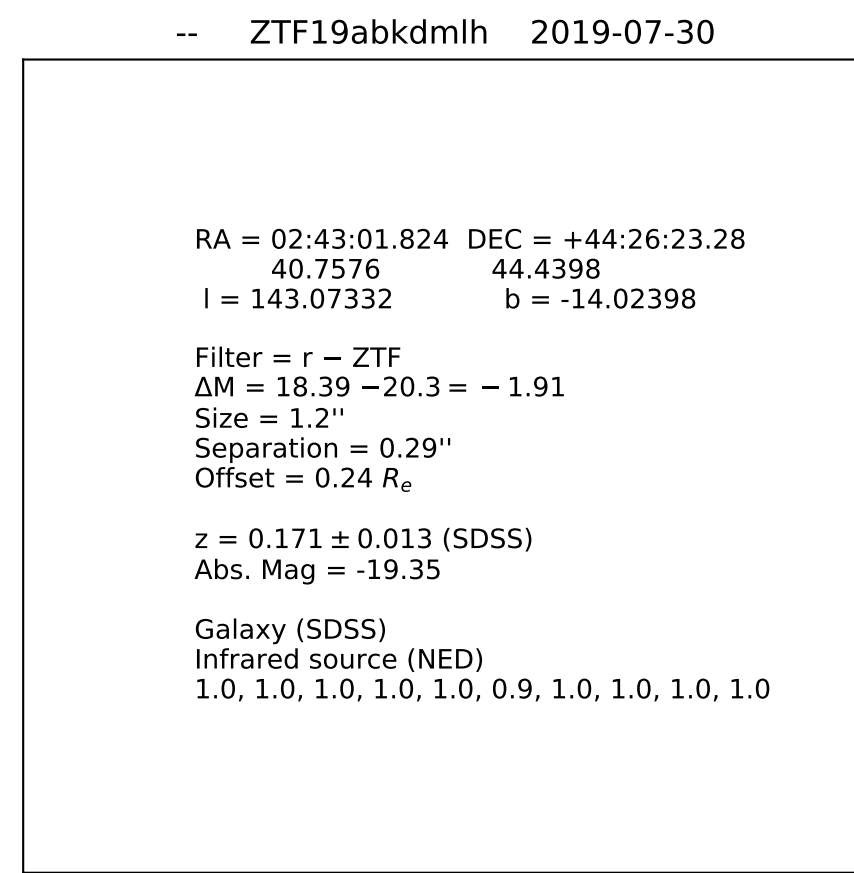 -- ZTF19abkdmlh 2019-07-30
RA = 02:43:01.824 DEC = +44:26:23.28
40.7576 44.4398
l = 143.07332 b = -14.02398
Filter = r − ZTF
ΔM = 18.39 −20.3 = − 1.91
Size = 1.2''
Separation = 0.29''
Offset = 0.24 Re
z = 0.171 ± 0.013 (SDSS)
Abs. Mag = -19.35
Galaxy (SDSS)
Infrared source (NED)
1.0, 1.0, 1.0, 1.0, 1.0, 0.9, 1.0, 1.0, 1.0, 1.0